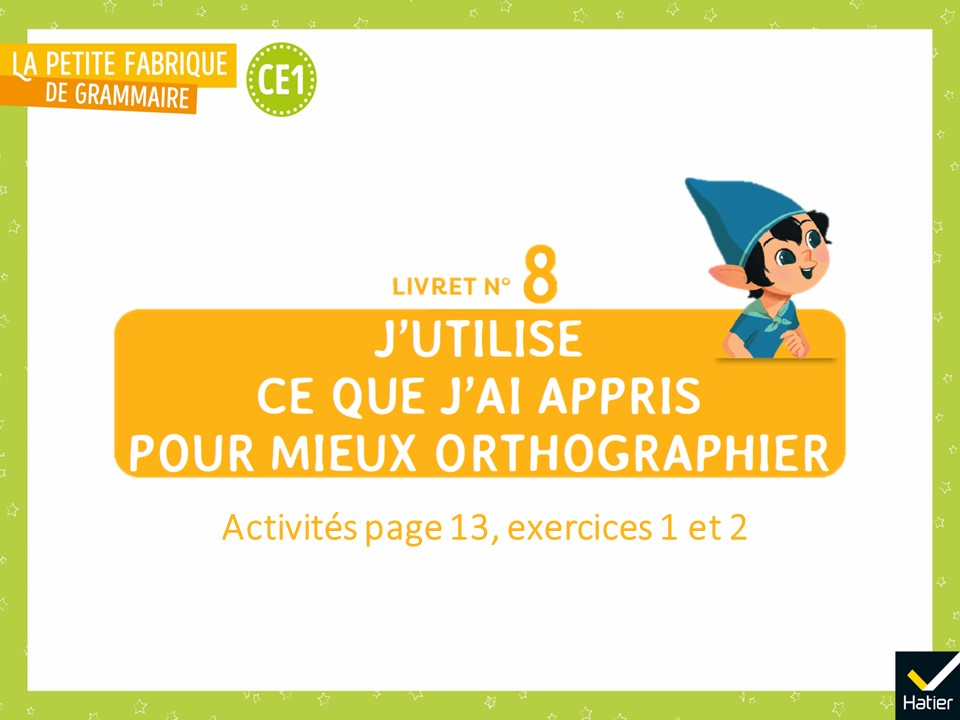 LA PETITE FABRIQUE
DE GRAMMAIRE
CE1
LIVRET N° 8
J'UTILISE
CE QUE J'AI APPRIS
POUR MIEUX ORTHOGRAPHIER
Activités page 13, exercices 1 et 2
Hatier